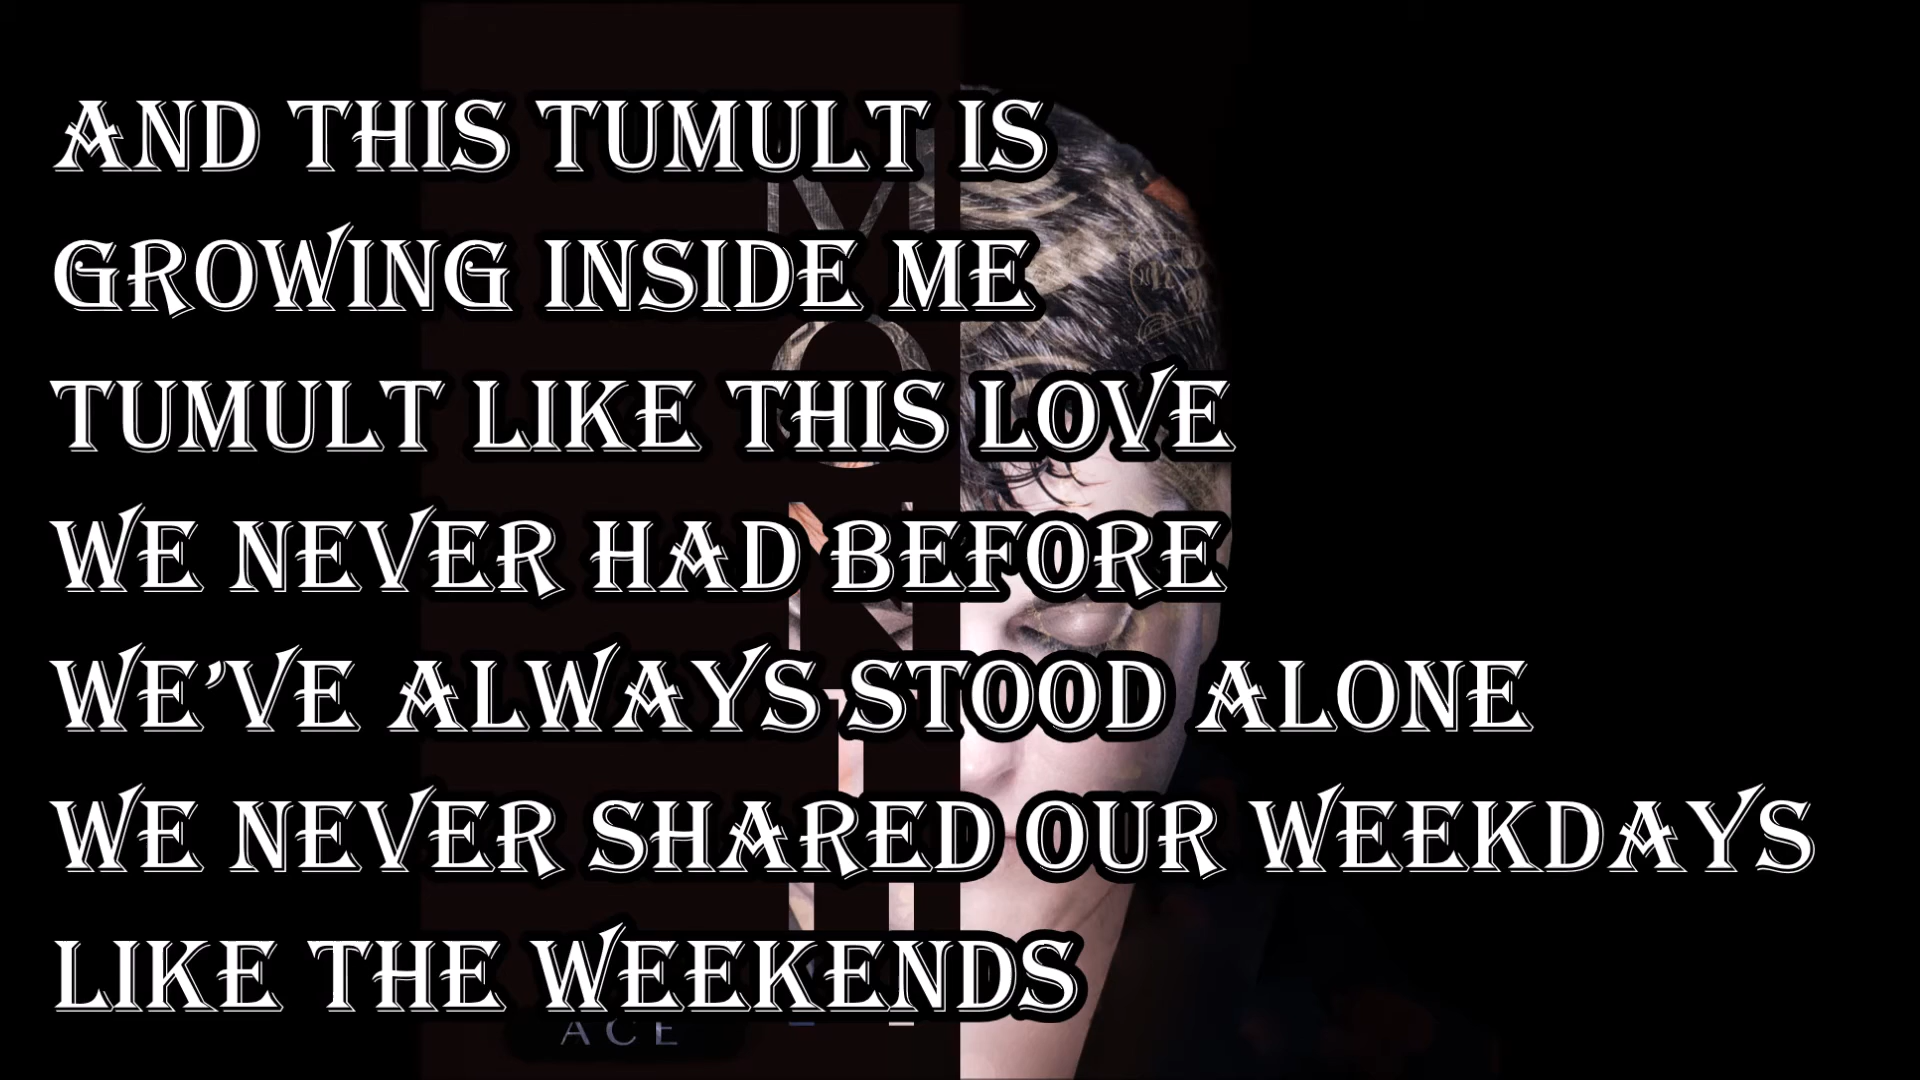 AND THIS TUMULT IS
GROWING INSIDE ME
TUMULT LIKE THIS LOVE
WE NEVER HAD BEFORE
WE'VE ALWAYS STOOD ALONE
WE NEVER SHARED OUR WEEKDAYS
LIKE THE WEEKENDS
ACE